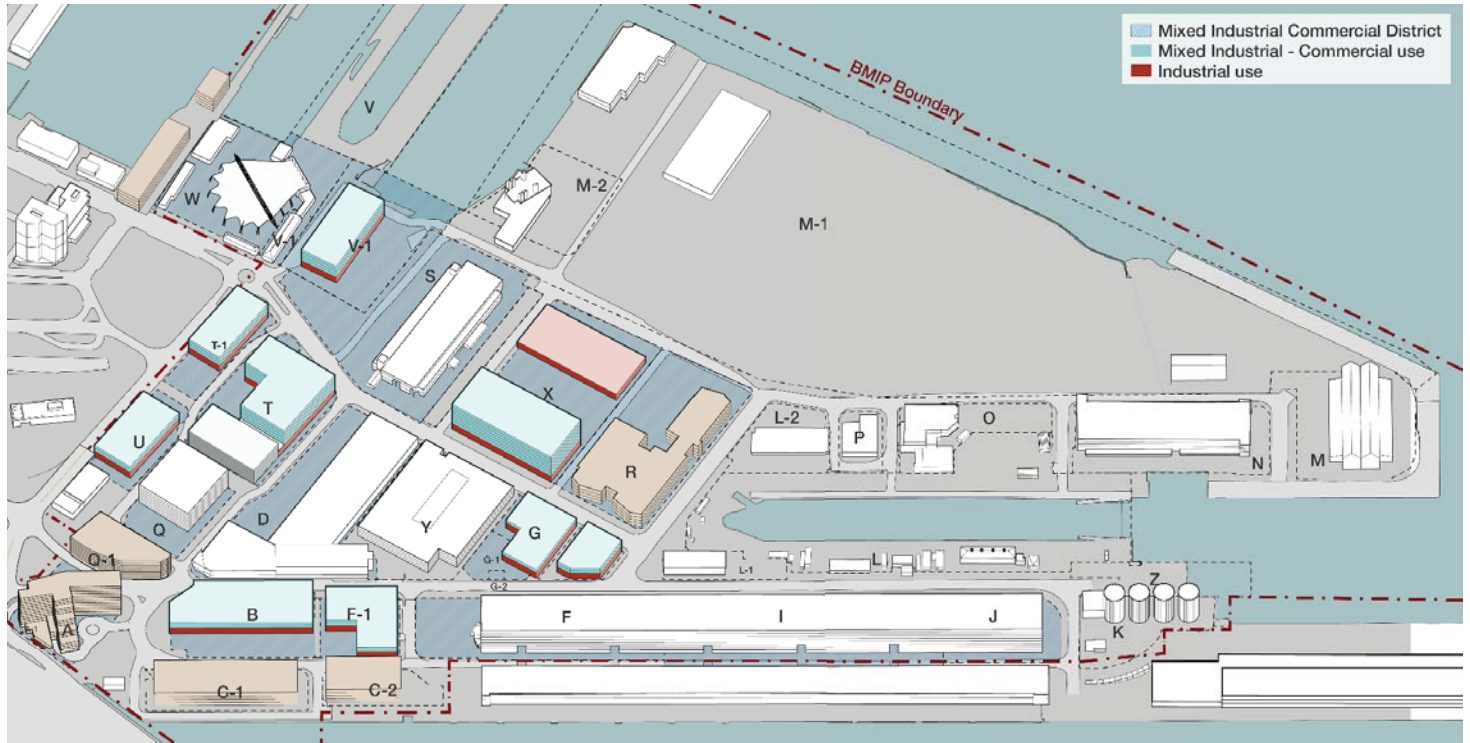 Mixed Industrial Commercial District
Mixed Industrial - Commercial use
Industrial use
BMIP Boundary
V
W
V-1
V-1
M-2
M-1
S
T-1
X
T
U
L-2
P
O
R
N
M
Q
D
Y
G
Q-1
G-1
L-1
L
G-2
Z
A
B
F-1
F
I
J
K
C-1
C-2